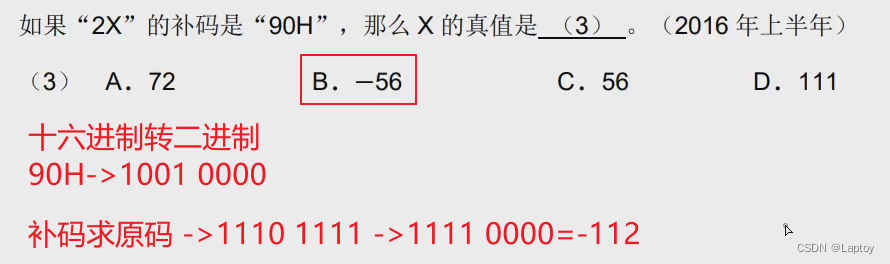 如果“2X”的补码是“90H”，那么 X 的真值是 （3） 。（2016 年上半年）
（3） A．72 B．—56 C．56 D．111
十六进制转二进制
90H->1001 0000
补码求原码 ->1110 1111 ->1111 0000=-112
CSDN @Laptoy